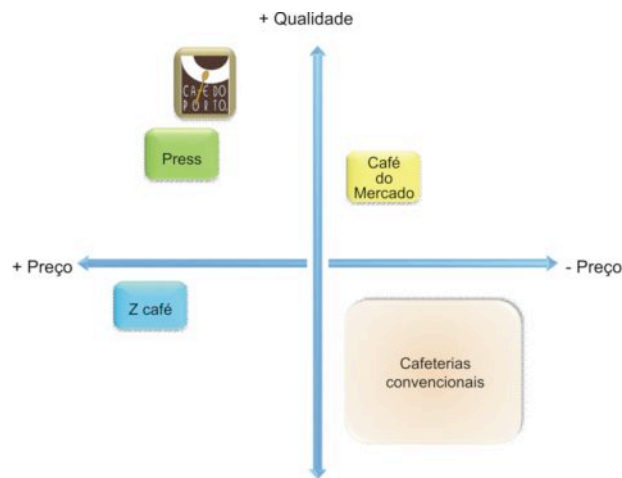 + Qualidade
CAFÉ DO
PORTO
Press
Café
do
Mercado
+ Preço
- Preço
Z café
Cafeterias
convencionais